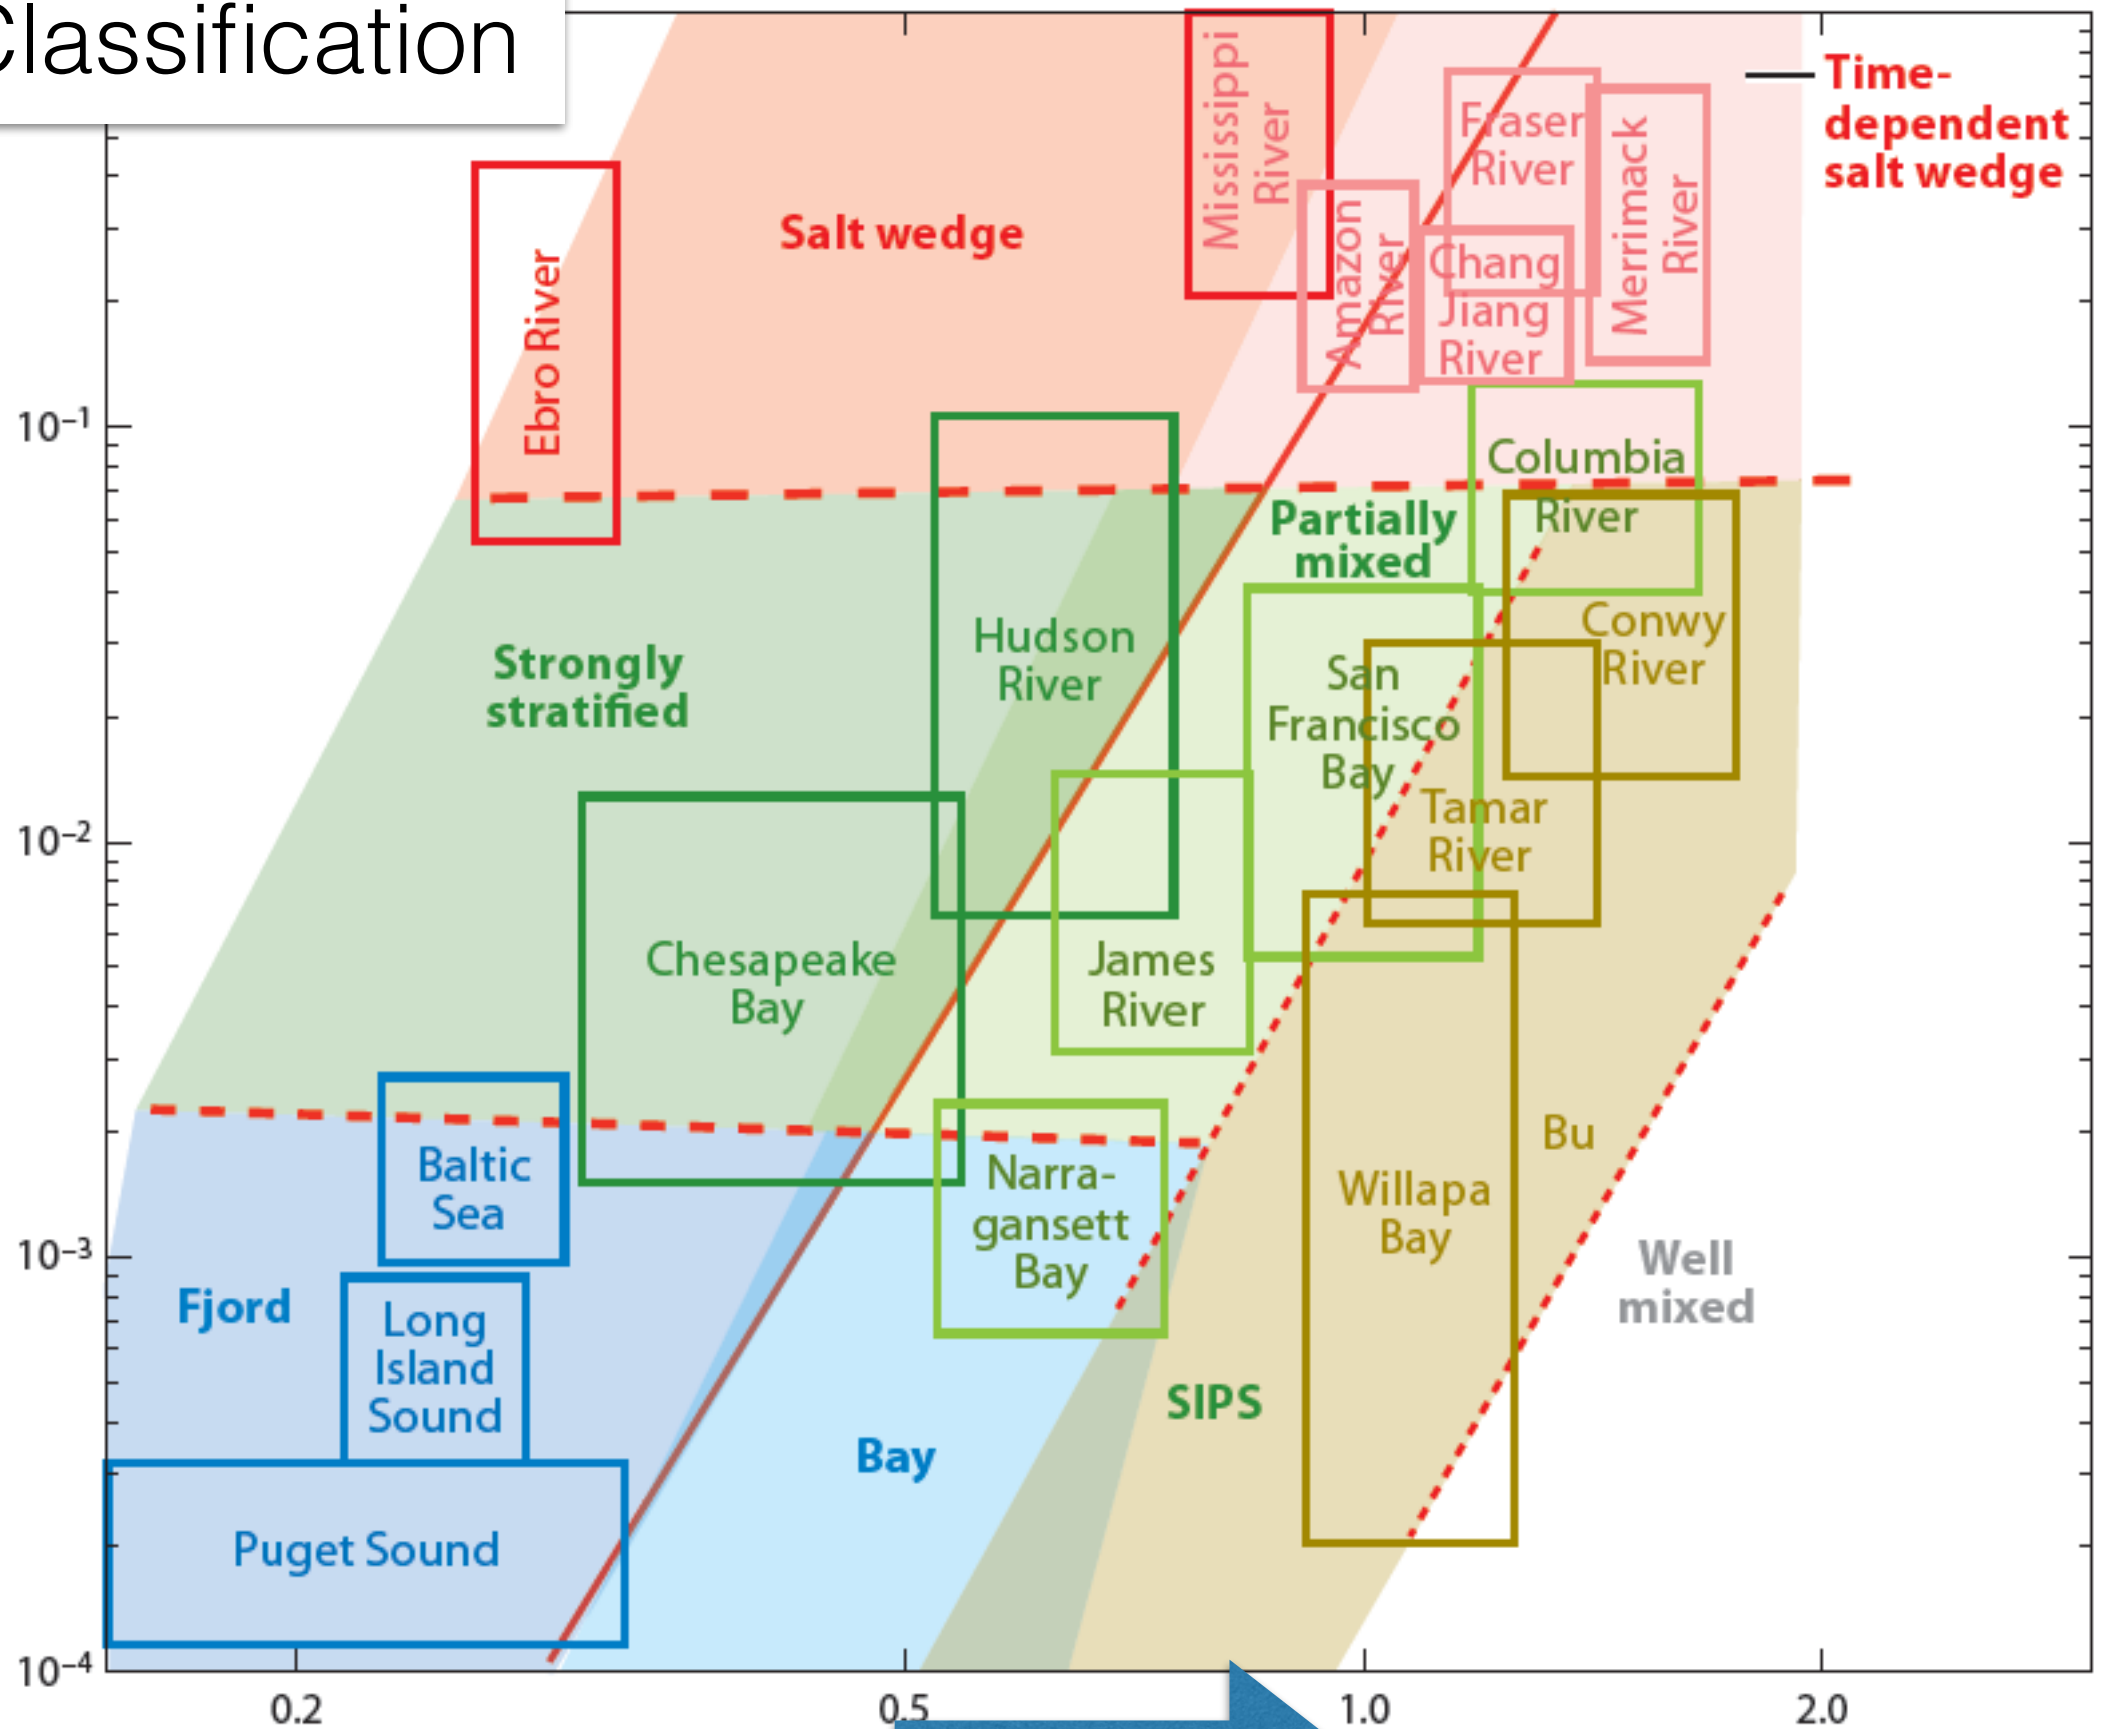 Classification
Time-
dependent
salt wedge
Mississippi
River
Fraser
River
Merrimack
River
Salt wedge
Amazon
River
Chang
Jiang
River
Ebro River
10⁻¹
Columbia
River
Partially
mixed
Strongly
stratified
Hudson
River
San
Francisco
Bay
Conwy
River
10⁻²
Tamar
River
Chesapeake
Bay
James
River
Baltic
Sea
Narra-
gansett
Bay
Bu
Willapa
Bay
10⁻³
Well
mixed
Fjord
Long
Island
Sound
SIPS
Bay
Puget Sound
10⁻⁴
0.2
0.5
1.0
2.0